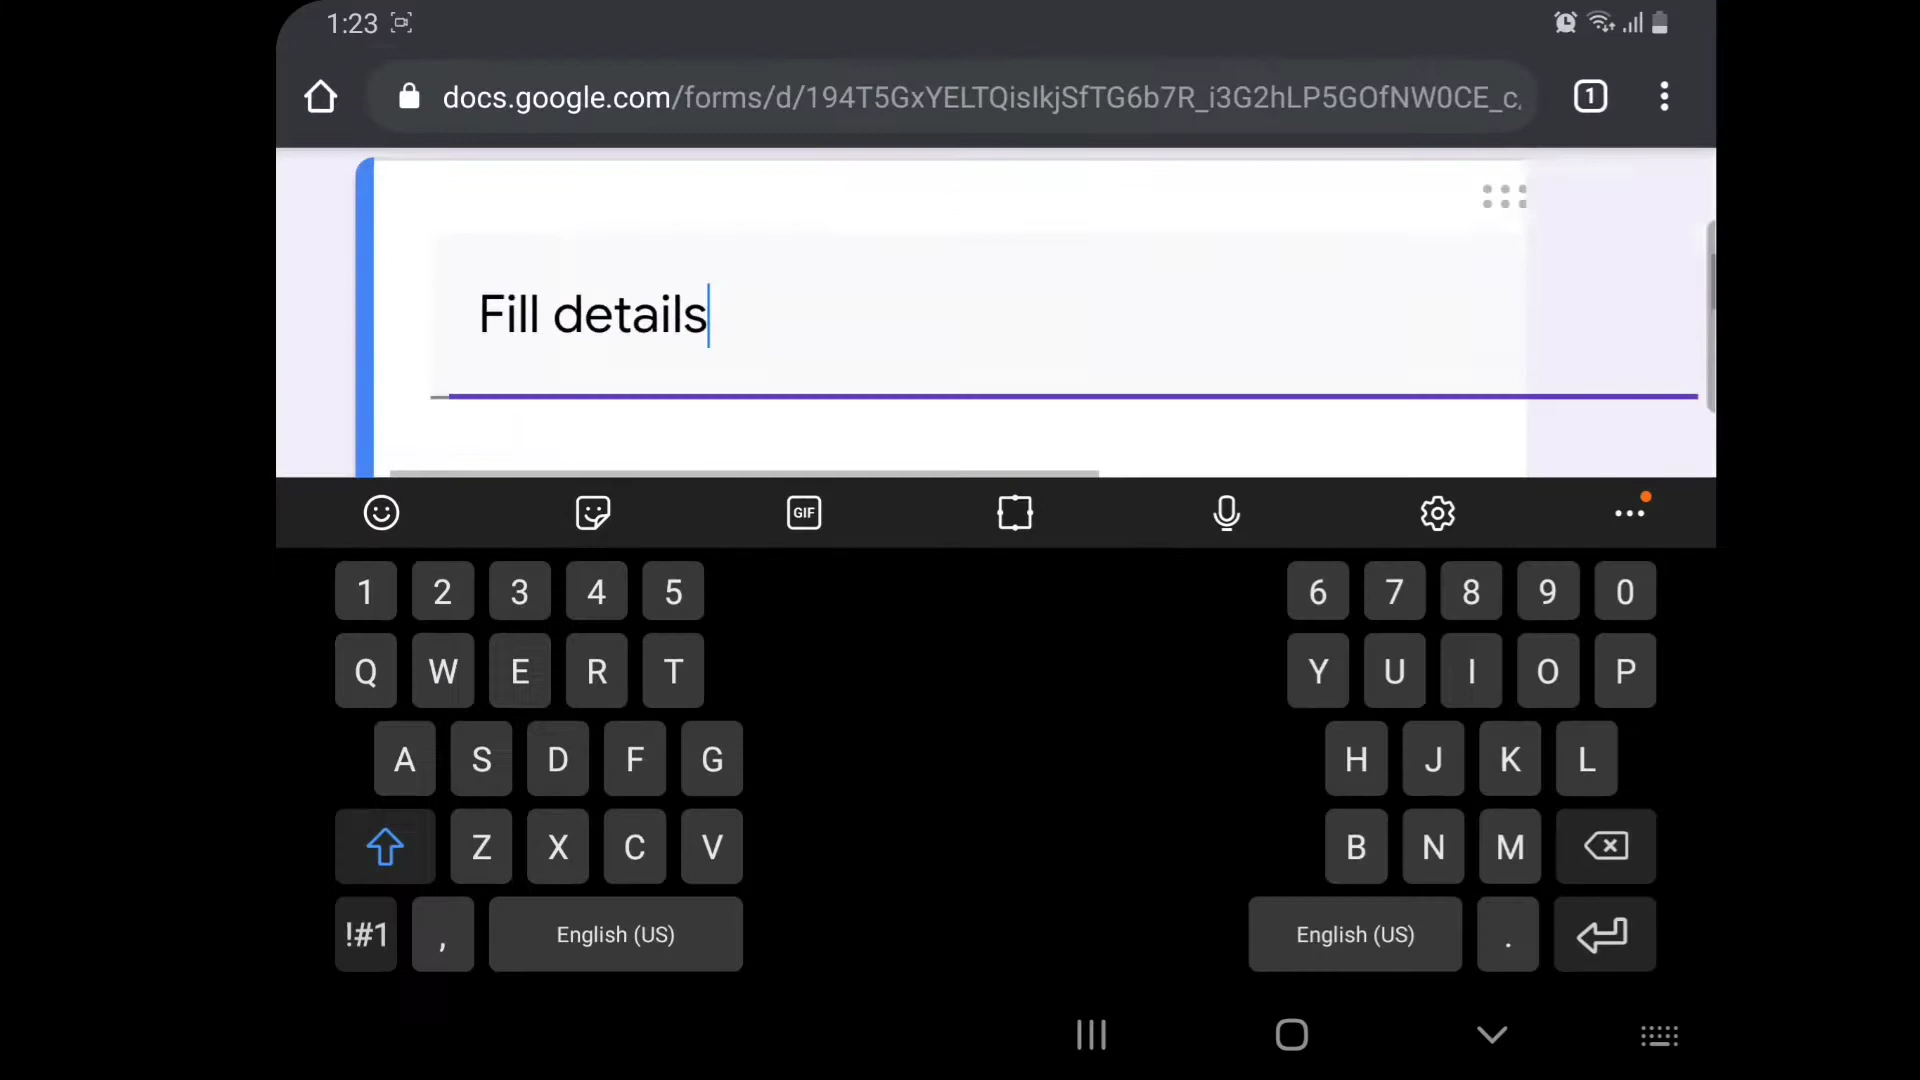 1:23
docs.google.com/forms/d/194T5GxYELTQisIkjSfTG6b7R_i3G2hLP5GOfNW0CE_c
1
Fill details
GIF
1 2 3 4 5 6 7 8 9 0
Q W E R T Y U I O P
A S D F G H J K L
Z X C V B N M
!#1 , English (US) English (US) .